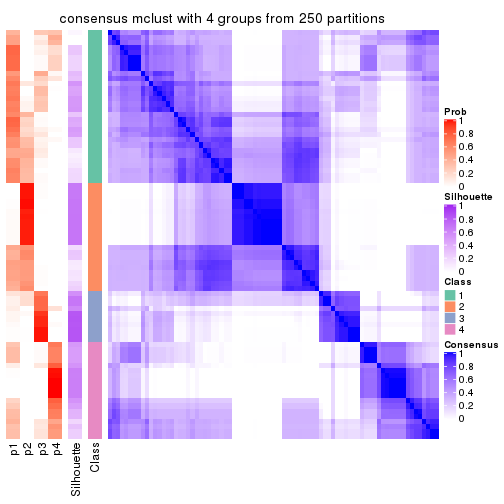 consensus mclust with 4 groups from 250 partitions
Prob
1
0.8
0.6
0.4
0.2
0
Silhouette
1
0.8
0.6
0.4
0.2
0
Class
1
2
3
4
Consensus
1
0.8
0.6
0.4
0.2
0
p1
p2
p3
p4
Silhouette
Class